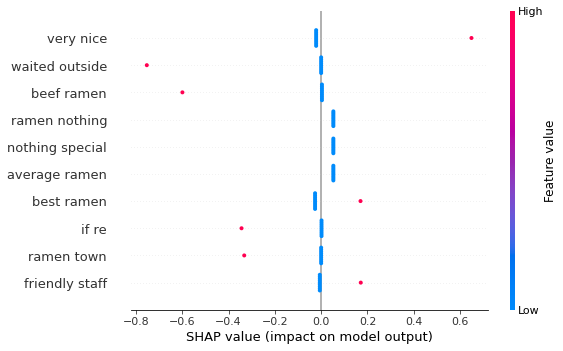 very nice
waited outside
beef ramen
ramen nothing
nothing special
average ramen
best ramen
if re
ramen town
friendly staff
−0.8 −0.6 −0.4 −0.2 0.0 0.2 0.4 0.6
SHAP value (impact on model output)
High
Feature value
Low